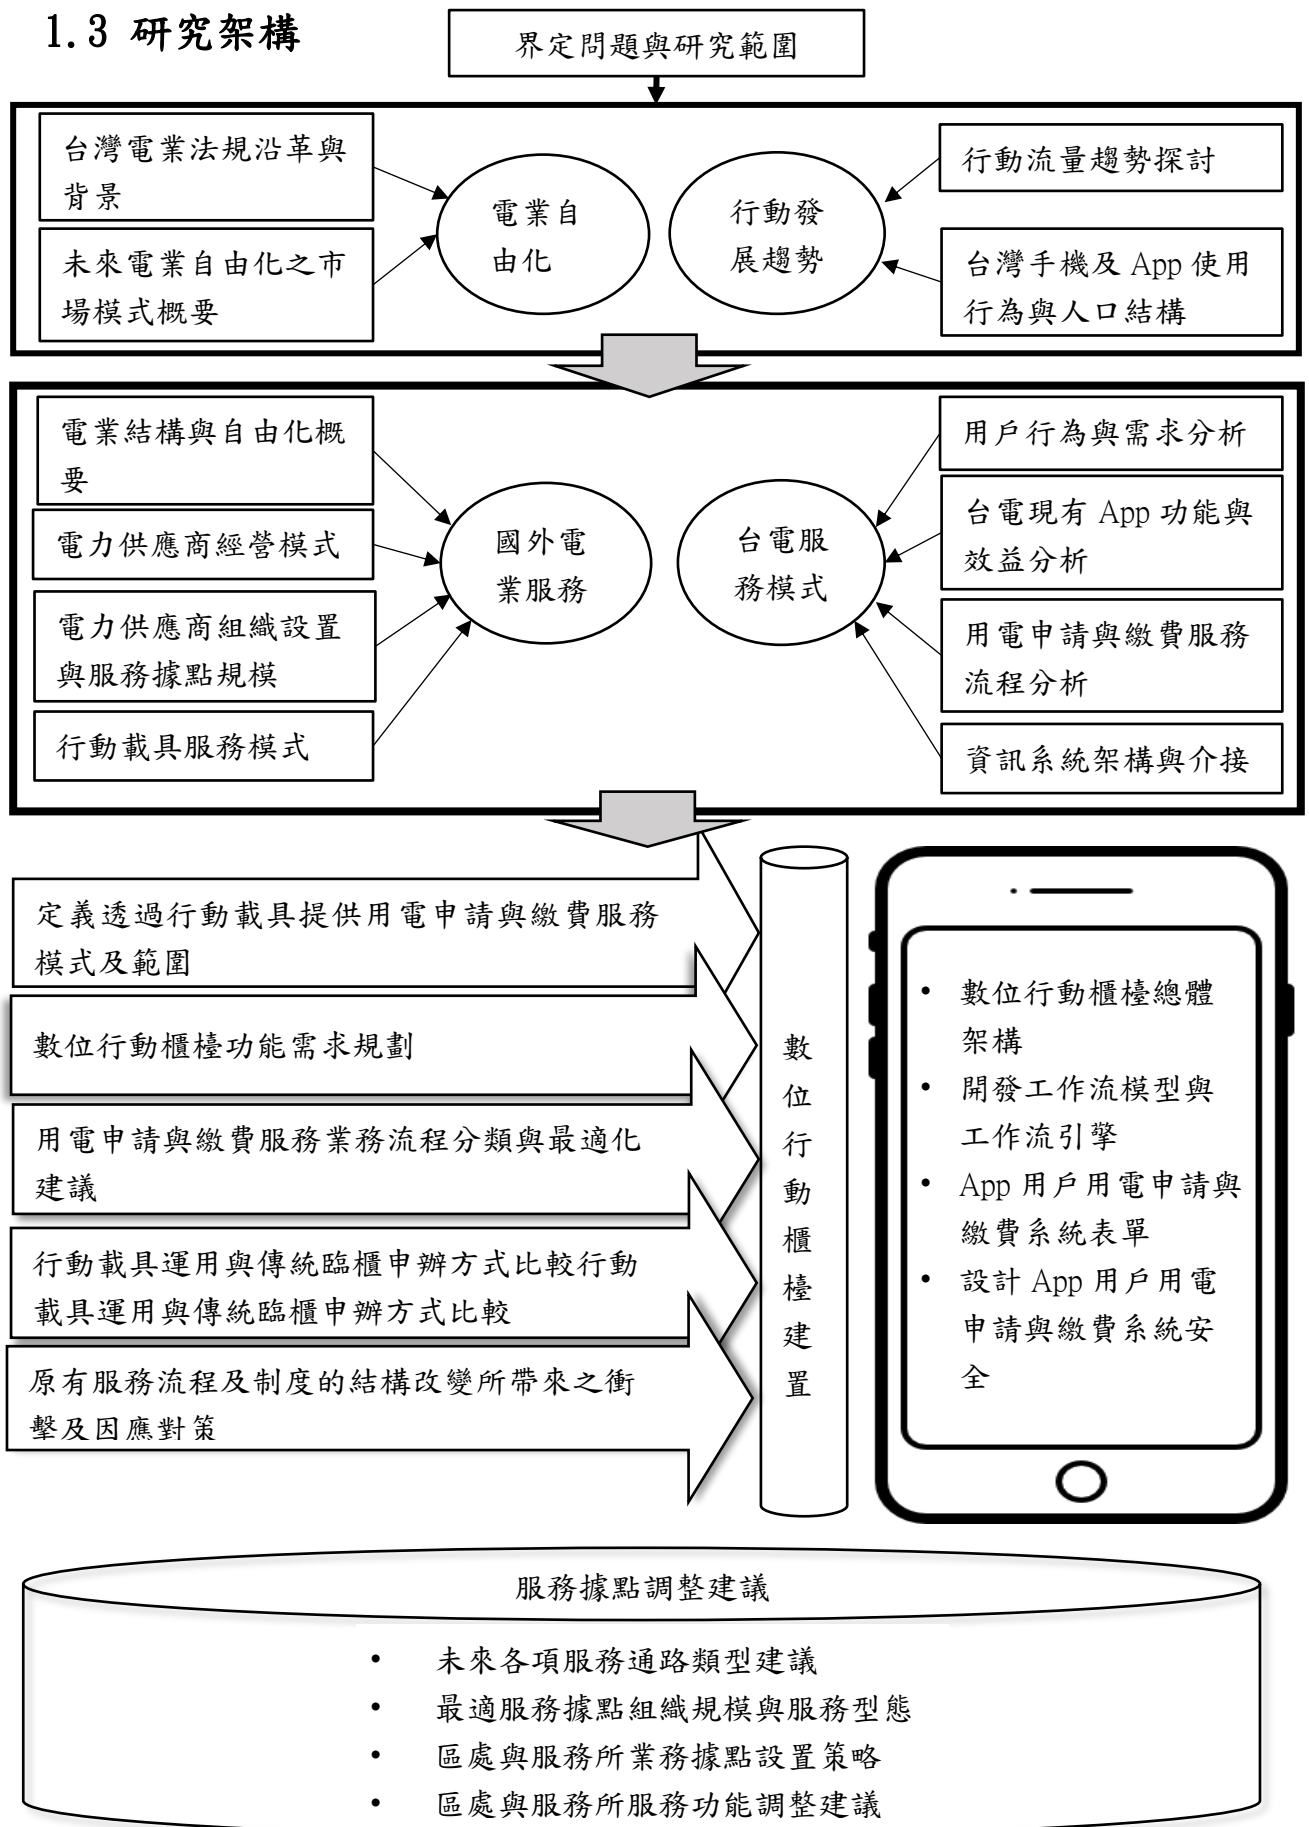 1.3 研究架構
界定問題與研究範圍
台灣電業法規沿革與
背景
未來電業自由化之市
場模式概要
電業自
由化
行動發
展趨勢
行動流量趨勢探討
台灣手機及 App 使用
行為與人口結構
電業結構與自由化概
要
電力供應商經營模式
電力供應商組織設置
與服務據點規模
行動載具服務模式
國外電
業服務
台電服
務模式
用戶行為與需求分析
台電現有 App 功能與
效益分析
用電申請與繳費服務
流程分析
資訊系統架構與介接
定義透過行動載具提供用電申請與繳費服務
模式及範圍
數位行動櫃檯功能需求規劃
用電申請與繳費服務業務流程分類與最適化
建議
行動載具運用與傳統臨櫃申辦方式比較行動
載具運用與傳統臨櫃申辦方式比較
原有服務流程及制度的結構改變所帶來之衝
擊及因應對策
數
位
行
動
櫃
檯
建
置
• 數位行動櫃檯總體
架構
• 開發工作流模型與
工作流引擎
• App 用戶用電申請與
繳費系統表單
• 設計 App 用戶用電
申請與繳費系統安
全
服務據點調整建議
• 未來各項服務通路類型建議
• 最適服務據點組織規模與服務型態
• 區處與服務所業務據點設置策略
• 區處與服務所服務功能調整建議